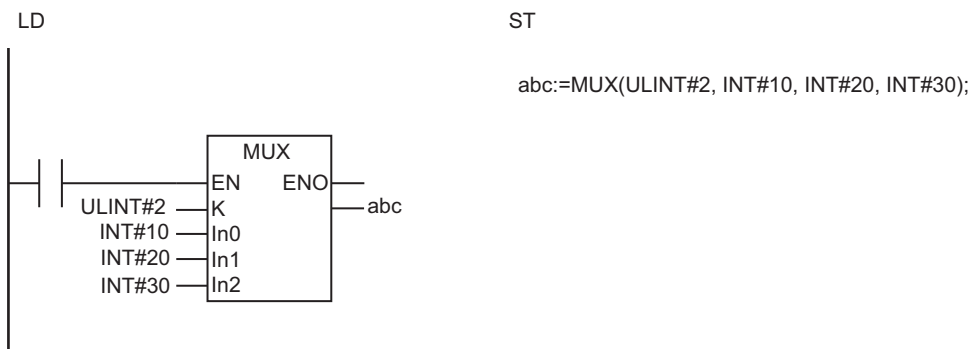 LD
ST
abc:=MUX(ULINT#2, INT#10, INT#20, INT#30);
MUX
EN ENO
ULINT#2 K abc
INT#10 In0
INT#20 In1
INT#30 In2